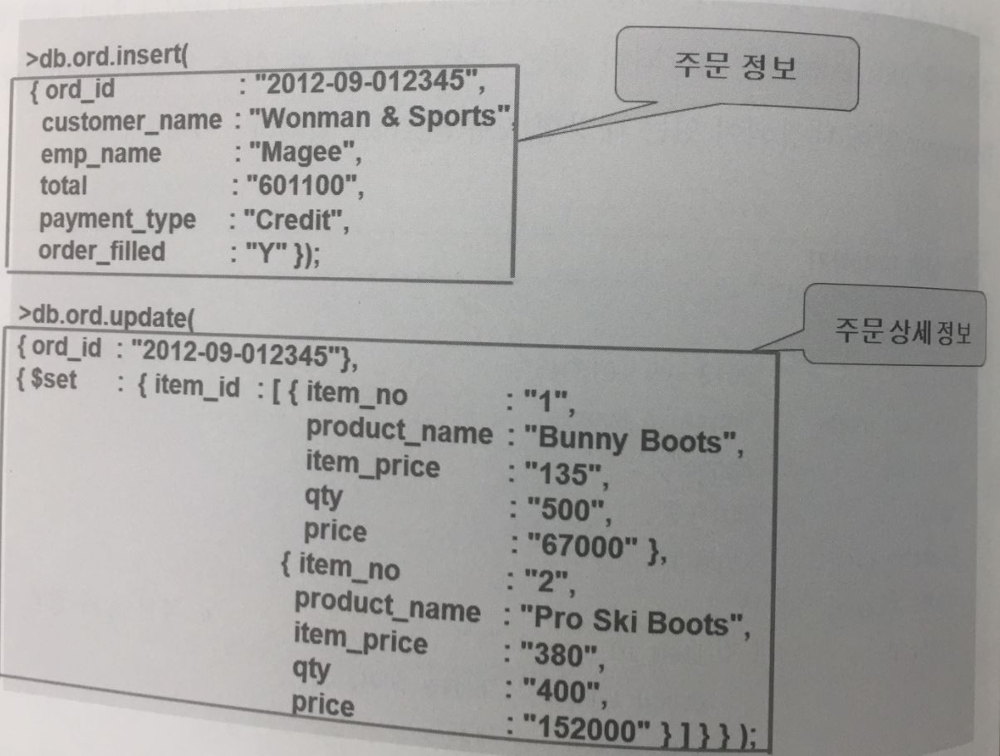 >db.ord.insert(
{ ord_id : "2012-09-012345",
customer_name : "Wonman & Sports",
emp_name : "Magee",
total : "601100",
payment_type : "Credit",
order_filled : "Y" });
주문 정보
>db.ord.update(
{ ord_id : "2012-09-012345"},
{ $set : { item_id : [ { item_no : "1",
product_name : "Bunny Boots",
item_price : "135",
qty : "500",
price : "67000" },
{ item_no : "2",
product_name : "Pro Ski Boots",
item_price : "380",
qty : "400",
price : "152000" } ] } } );
주문 상세 정보